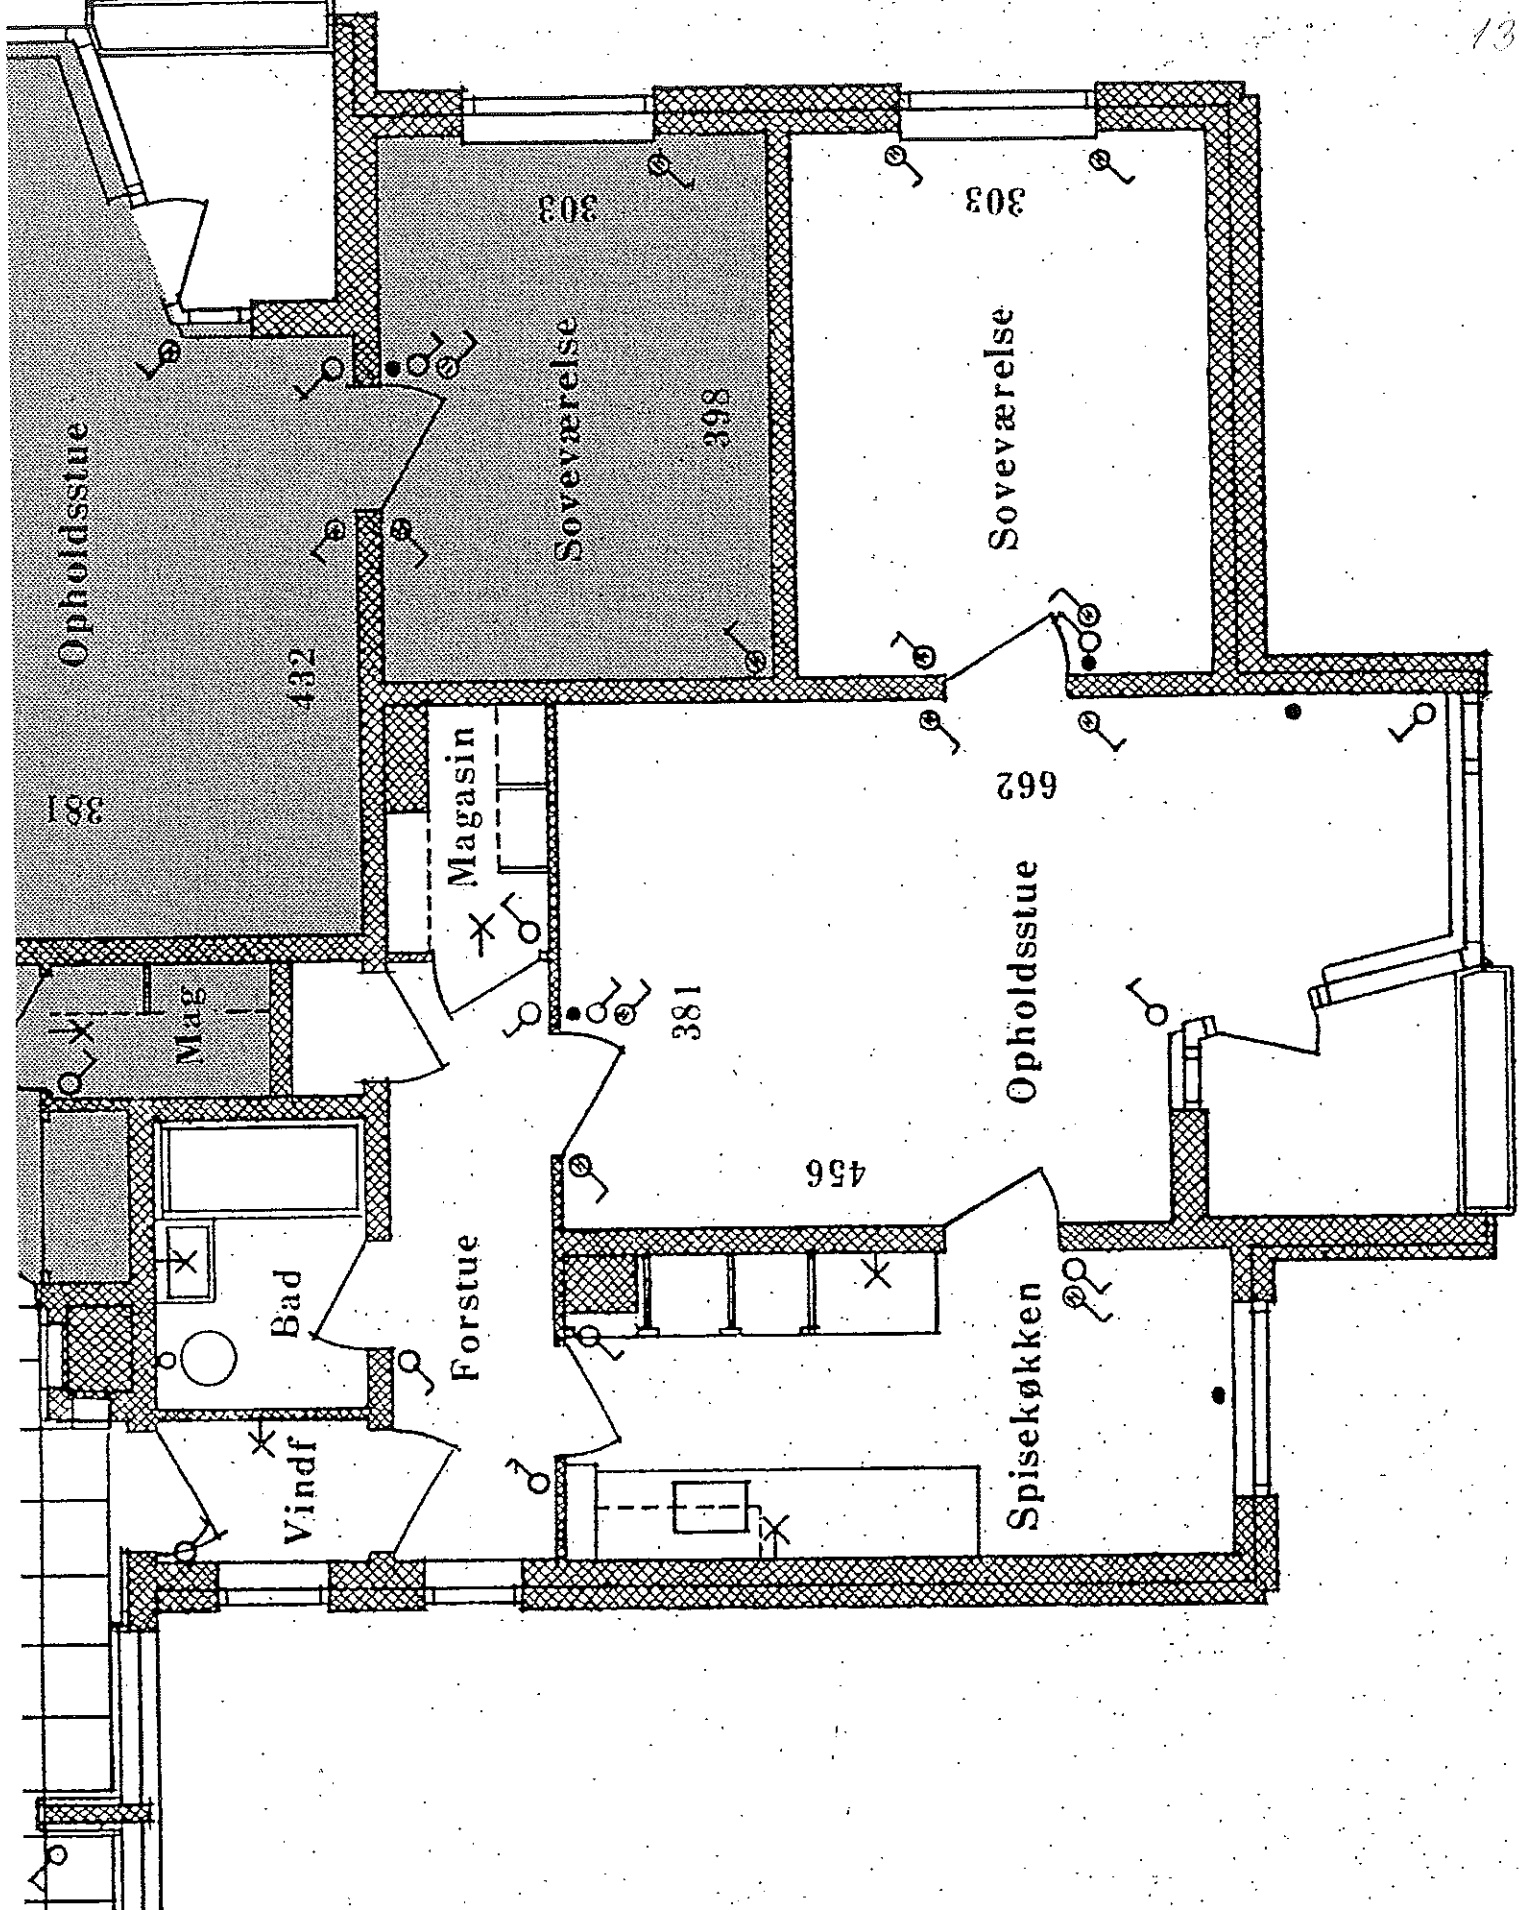 13
303
303
Soveværelse
Soveværelse
398
Opholdsstue
432
381
Magasin
662
Opholdsstue
381
Mag
456
Bad
Forstue
Spisekøkken
Vindf